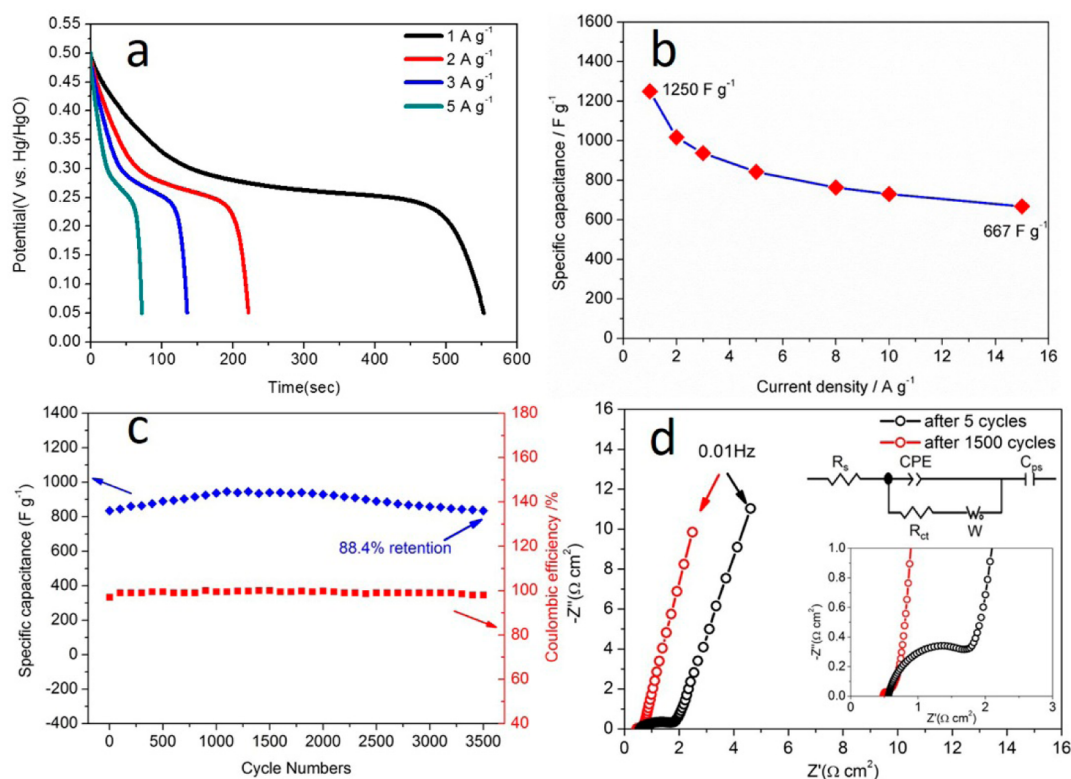 a
1 A g⁻¹
2 A g⁻¹
3 A g⁻¹
5 A g⁻¹
0.55
0.50
0.45
0.40
0.35
0.30
0.25
0.20
0.15
0.10
0.05
0.00
Potential(V vs. Hg/HgO)
0 100 200 300 400 500 600
Time(sec)
b
1600
1400
1200
1000
800
600
400
200
0
Specific capacitance / F g⁻¹
1250 F g⁻¹
667 F g⁻¹
0 2 4 6 8 10 12 14 16
Current density / A g⁻¹
c
1400
1200
1000
800
600
400
200
0
-200
-400
Specific capacitance (F g⁻¹)
88.4% retention
180
160
140
120
100
80
60
40
Coulombic efficiency /%
0 500 1000 1500 2000 2500 3000 3500
Cycle Numbers
d
after 5 cycles
after 1500 cycles
0.01Hz
Rs
CPE
Cps
Rct
W
16
14
12
10
8
6
4
2
0
-Z''(Ω cm²)
0 2 4 6 8 10 12 14 16
Z'(Ω cm²)
1.0
0.8
0.6
0.4
0.2
0.0
-Z''(Ω cm²)
0 1 2 3
Z'(Ω cm²)